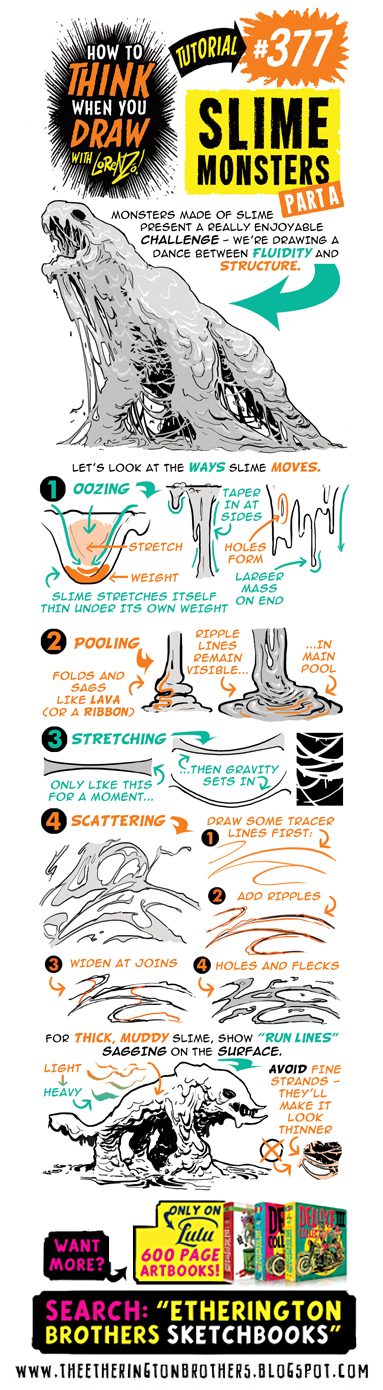 HOW TO
THINK
WHEN YOU
DRAW
WITH LORENZO!
TUTORIAL
#377
SLIME
MONSTERS
PART A
MONSTERS MADE OF SLIME
PRESENT A REALLY ENJOYABLE
CHALLENGE - WE'RE DRAWING A
DANCE BETWEEN FLUIDITY AND
STRUCTURE.
LET'S LOOK AT THE WAYS SLIME MOVES.
1 OOZING
STRETCH
WEIGHT
SLIME STRETCHES ITSELF
THIN UNDER ITS OWN WEIGHT
TAPER
IN AT
SIDES
HOLES
FORM
LARGER
MASS
ON END
2 POOLING
FOLDS AND
SAGS
LIKE LAVA
(OR A RIBBON)
RIPPLE
LINES
REMAIN
VISIBLE...
...IN
MAIN
POOL
3 STRETCHING
ONLY LIKE THIS
FOR A MOMENT...
...THEN GRAVITY
SETS IN
4 SCATTERING
DRAW SOME TRACER
LINES FIRST:
1
2 ADD RIPPLES
3 WIDEN AT JOINS
4 HOLES AND FLECKS
FOR THICK, MUDDY SLIME, SHOW "RUN LINES"
SAGGING ON THE SURFACE.
LIGHT
HEAVY
AVOID FINE
STRANDS -
THEY'LL
MAKE IT
LOOK
THINNER
WANT
MORE?
ONLY ON
Lulu
600 PAGE
ARTBOOKS!
SEARCH: "ETHERINGTON
BROTHERS SKETCHBOOKS"
WWW.THEETHERINGTONBROTHERS.BLOGSPOT.COM